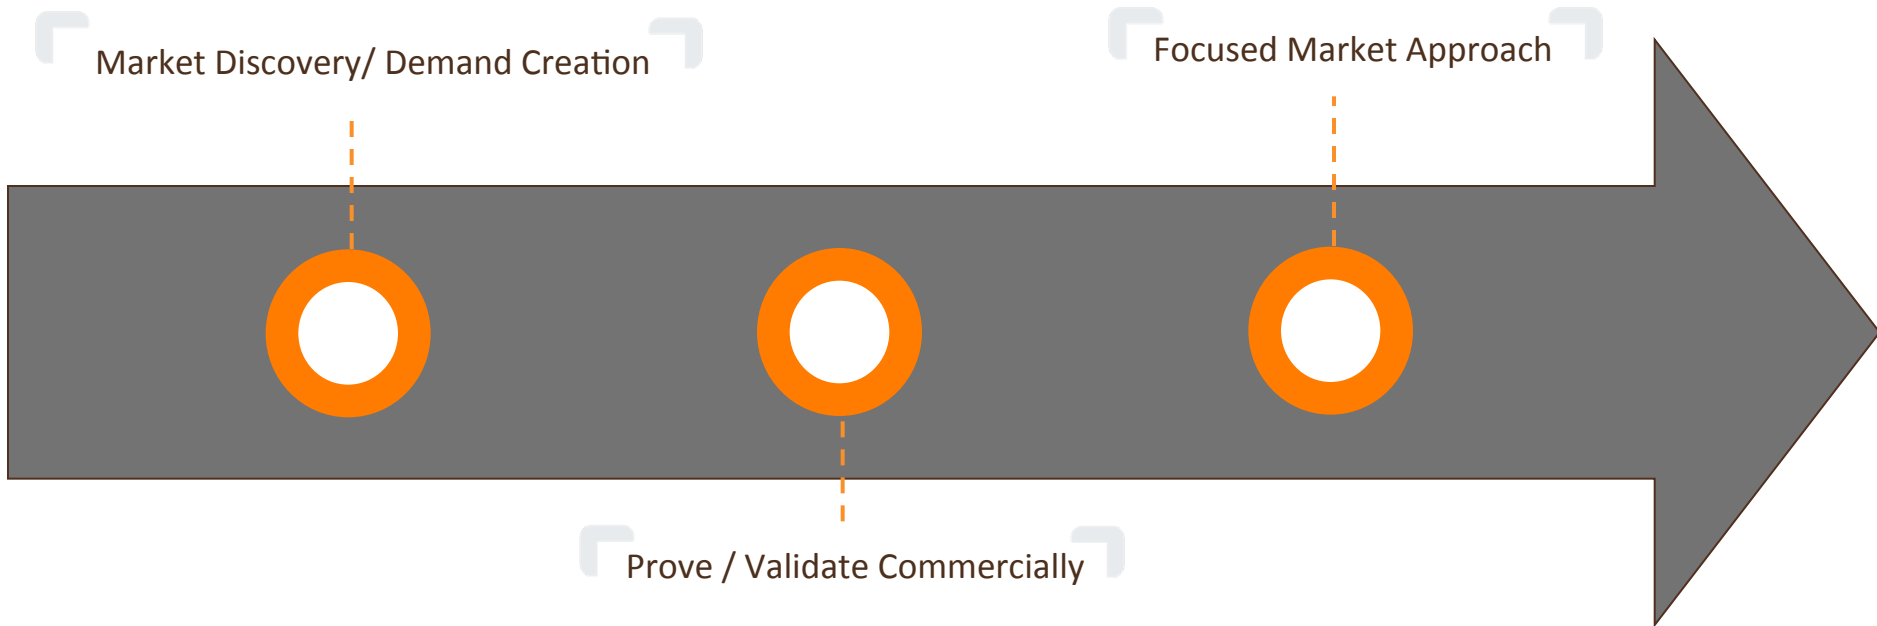 Market Discovery/ Demand Creation
Prove / Validate Commercially
Focused Market Approach